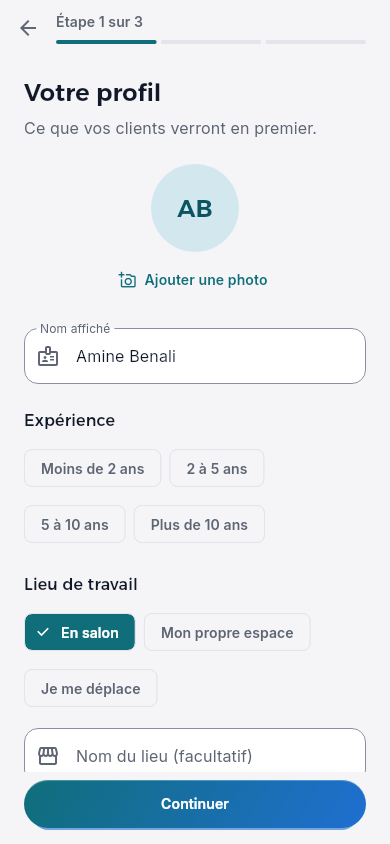 Étape 1 sur 3
Votre profil
Ce que vos clients verront en premier.
AB
Ajouter une photo
Nom affiché
Amine Benali
Expérience
Moins de 2 ans
2 à 5 ans
5 à 10 ans
Plus de 10 ans
Lieu de travail
En salon
Mon propre espace
Je me déplace
Nom du lieu (facultatif)
Continuer